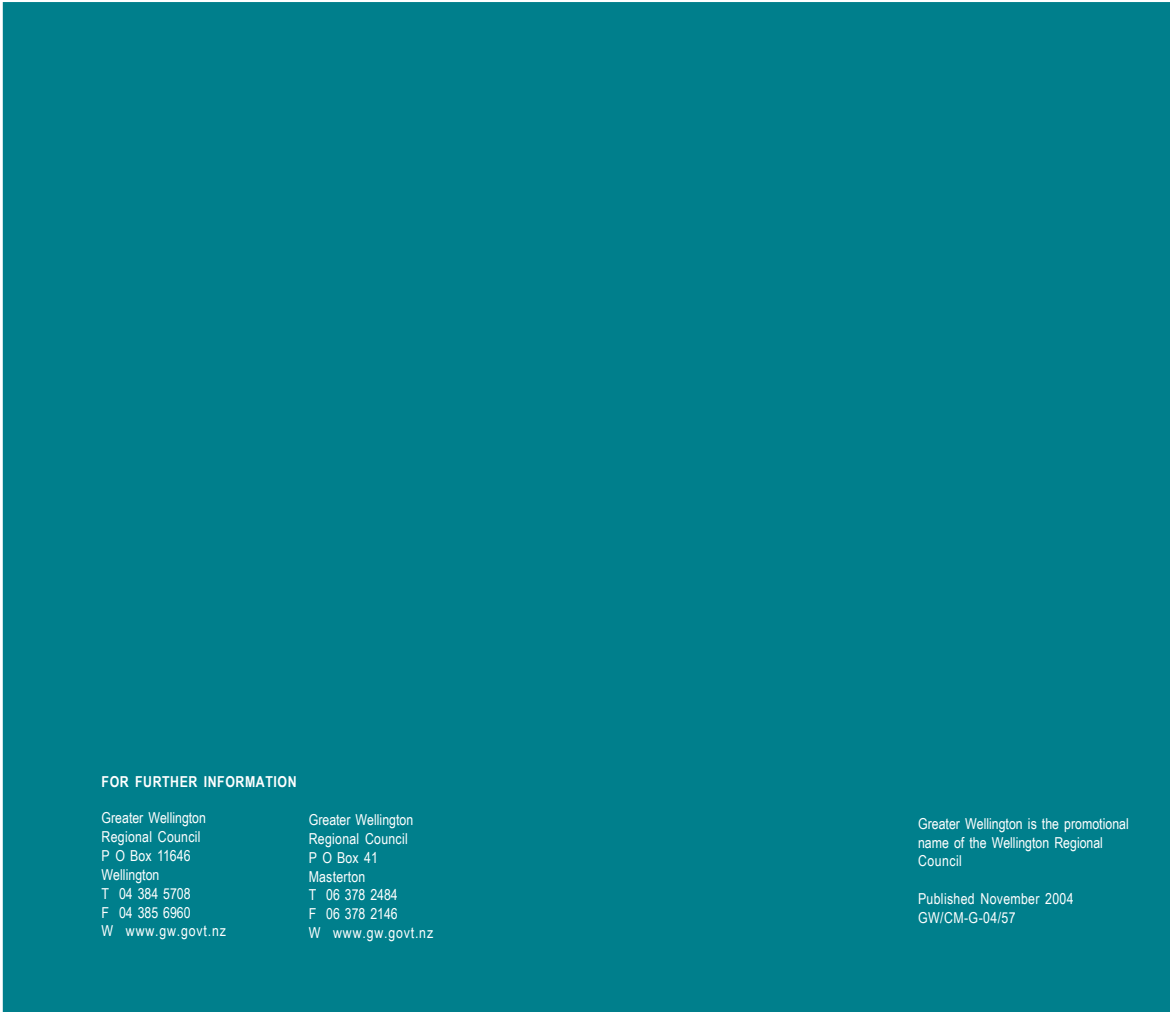 FOR FURTHER INFORMATION
Greater Wellington
Regional Council
P O Box 11646
Wellington
T 04 384 5708
F 04 385 6960
W www.gw.govt.nz
Greater Wellington
Regional Council
P O Box 41
Masterton
T 06 378 2484
F 06 378 2146
W www.gw.govt.nz
Greater Wellington is the promotional
name of the Wellington Regional
Council
Published November 2004
GW/CM-G-04/57